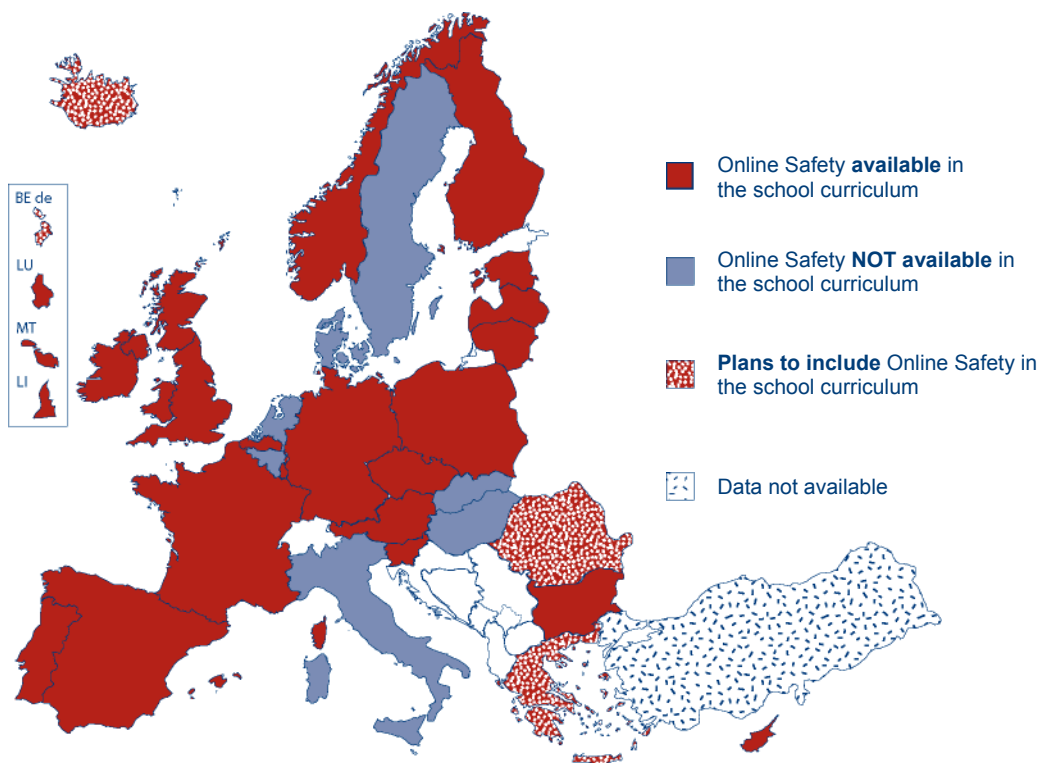 BE de
LU
MT
LI
Online Safety available in
the school curriculum
Online Safety NOT available in
the school curriculum
Plans to include Online Safety in
the school curriculum
Data not available